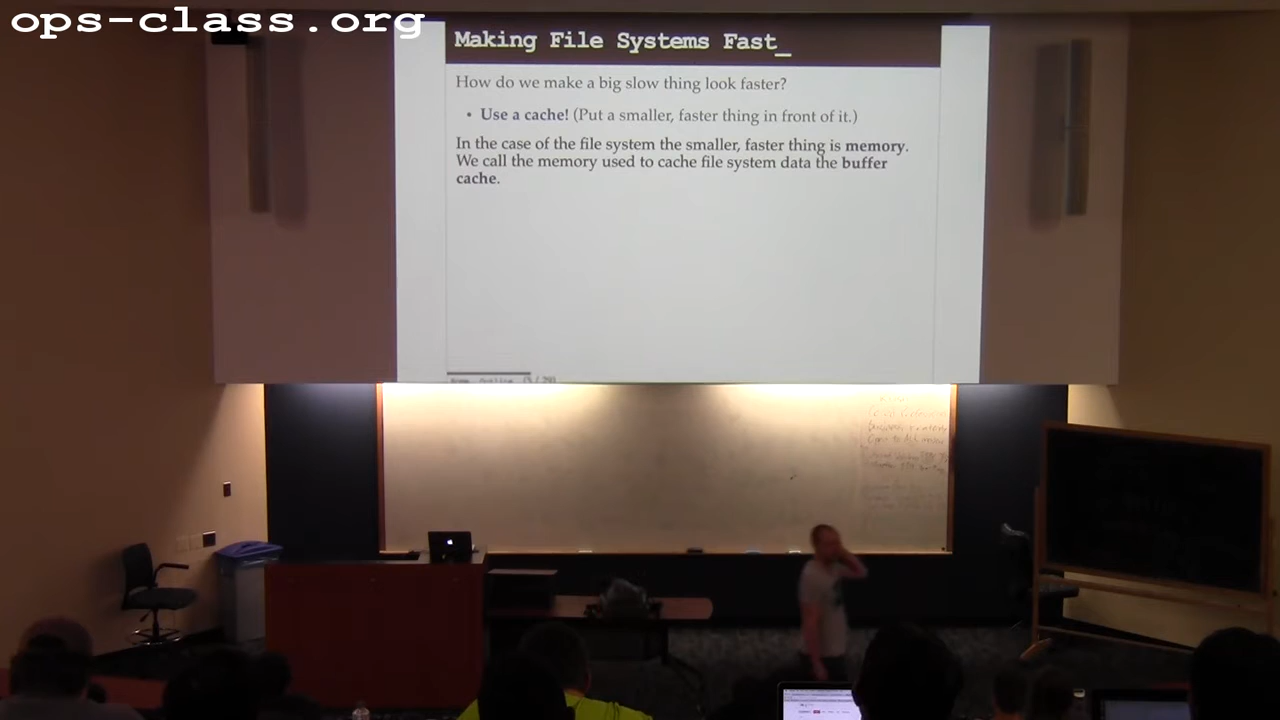 ops-class.org
Making File Systems Fast_
How do we make a big slow thing look faster?
• Use a cache! (Put a smaller, faster thing in front of it.)
In the case of the file system the smaller, faster thing is memory.
We call the memory used to cache file system data the buffer
cache.